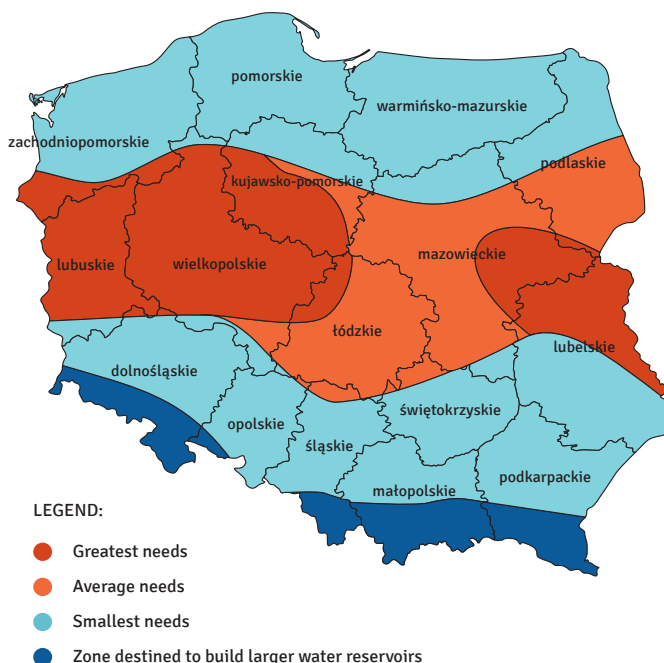 pomorskie
warmińsko-mazurskie
zachodniopomorskie
podlaskie
kujawsko-pomorskie
mazowieckie
lubuskie
wielkopolskie
łódzkie
lubelskie
dolnośląskie
świętokrzyskie
opolskie
śląskie
podkarpackie
małopolskie
LEGEND:
Greatest needs
Average needs
Smallest needs
Zone destined to build larger water reservoirs